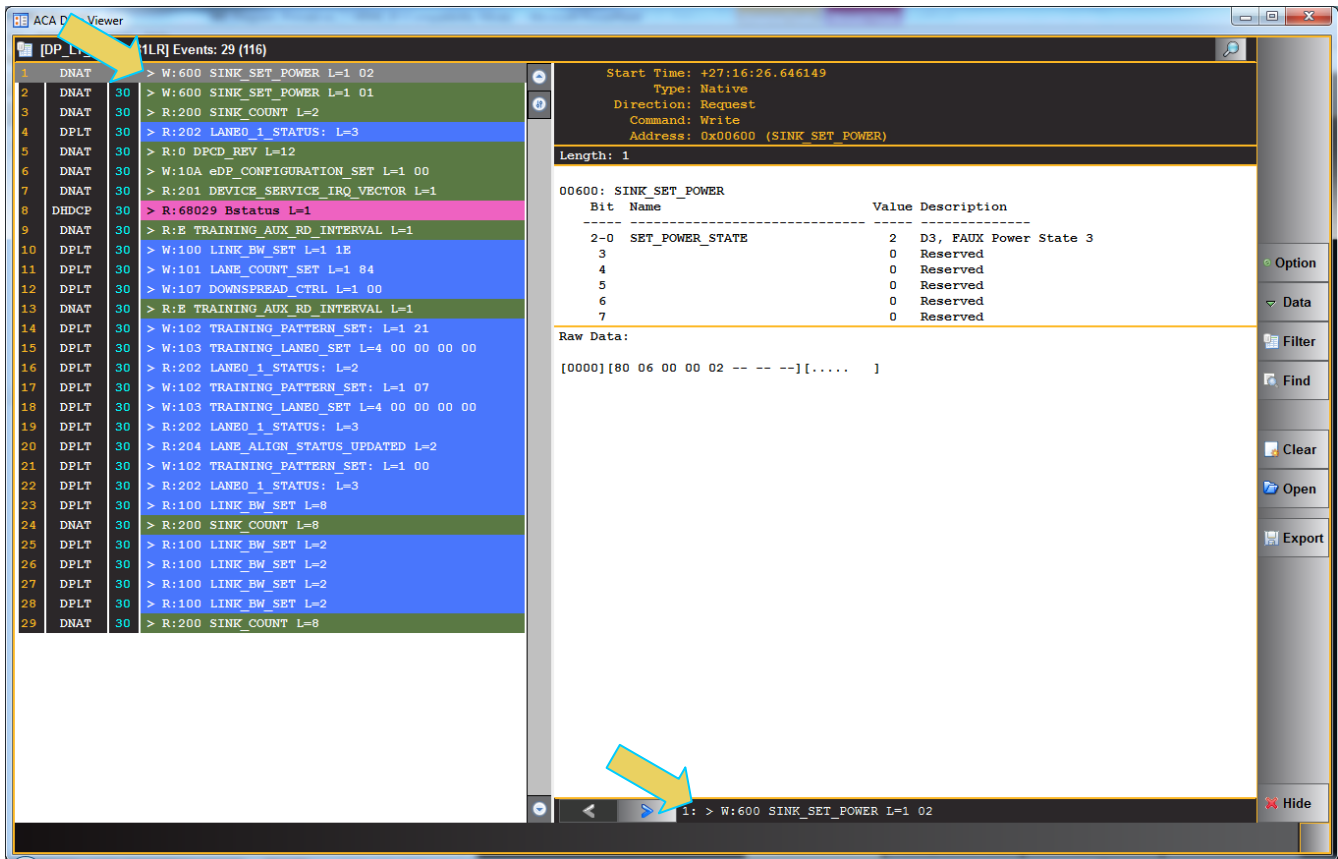 ACA D Viewer
[DP_L 1LR] Events: 29 (116)
1 DNAT > W:600 SINK_SET_POWER L=1 02
2 DNAT 30 > W:600 SINK_SET_POWER L=1 01
3 DNAT 30 > R:200 SINK_COUNT L=2
4 DPLT 30 > R:202 LANE0_1_STATUS: L=3
5 DNAT 30 > R:0 DPCD_REV L=12
6 DNAT 30 > W:10A eDP_CONFIGURATION_SET L=1 00
7 DNAT 30 > R:201 DEVICE_SERVICE_IRQ_VECTOR L=1
8 DHDCP 30 > R:68029 Bstatus L=1
9 DNAT 30 > R:E TRAINING_AUX_RD_INTERVAL L=1
10 DPLT 30 > W:100 LINK_BW_SET L=1 1E
11 DPLT 30 > W:101 LANE_COUNT_SET L=1 84
12 DPLT 30 > W:107 DOWNSPREAD_CTRL L=1 00
13 DNAT 30 > R:E TRAINING_AUX_RD_INTERVAL L=1
14 DPLT 30 > W:102 TRAINING_PATTERN_SET: L=1 21
15 DPLT 30 > W:103 TRAINING_LANE0_SET L=4 00 00 00 00
16 DPLT 30 > R:202 LANE0_1_STATUS: L=2
17 DPLT 30 > W:102 TRAINING_PATTERN_SET: L=1 07
18 DPLT 30 > W:103 TRAINING_LANE0_SET L=4 00 00 00 00
19 DPLT 30 > R:202 LANE0_1_STATUS: L=3
20 DPLT 30 > R:204 LANE_ALIGN_STATUS_UPDATED L=2
21 DPLT 30 > W:102 TRAINING_PATTERN_SET: L=1 00
22 DPLT 30 > R:202 LANE0_1_STATUS: L=3
23 DPLT 30 > R:100 LINK_BW_SET L=8
24 DNAT 30 > R:200 SINK_COUNT L=8
25 DPLT 30 > R:100 LINK_BW_SET L=2
26 DPLT 30 > R:100 LINK_BW_SET L=2
27 DPLT 30 > R:100 LINK_BW_SET L=2
28 DPLT 30 > R:100 LINK_BW_SET L=2
29 DNAT 30 > R:200 SINK_COUNT L=8
Start Time: +27:16:26.646149
Type: Native
Direction: Request
Command: Write
Address: 0x00600 (SINK_SET_POWER)
Length: 1
00600: SINK_SET_POWER
Bit Name Value Description
----- ----------------------------- ----- --------------
2-0 SET_POWER_STATE 2 D3, FAUX Power State 3
3 0 Reserved
4 0 Reserved
5 0 Reserved
6 0 Reserved
7 0 Reserved
Raw Data:
[0000][80 06 00 00 02 -- -- --][..... ]
1: > W:600 SINK_SET_POWER L=1 02
Option
Data
Filter
Find
Clear
Open
Export
Hide